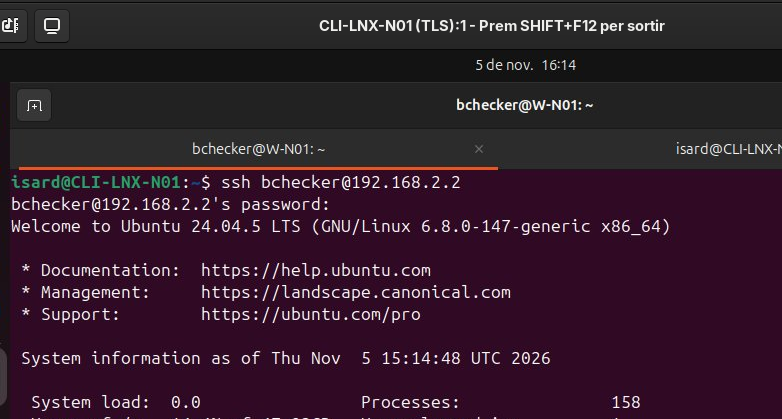 CLI-LNX-N01 (TLS):1 - Prem SHIFT+F12 per sortir
5 de nov. 16:14
bchecker@W-N01: ~
bchecker@W-N01: ~ × isard@CLI-LNX-N
isard@CLI-LNX-N01:~$ ssh bchecker@192.168.2.2
bchecker@192.168.2.2's password:
Welcome to Ubuntu 24.04.5 LTS (GNU/Linux 6.8.0-147-generic x86_64)
* Documentation: https://help.ubuntu.com
* Management: https://landscape.canonical.com
* Support: https://ubuntu.com/pro
System information as of Thu Nov 5 15:14:48 UTC 2026
System load: 0.0 Processes: 158